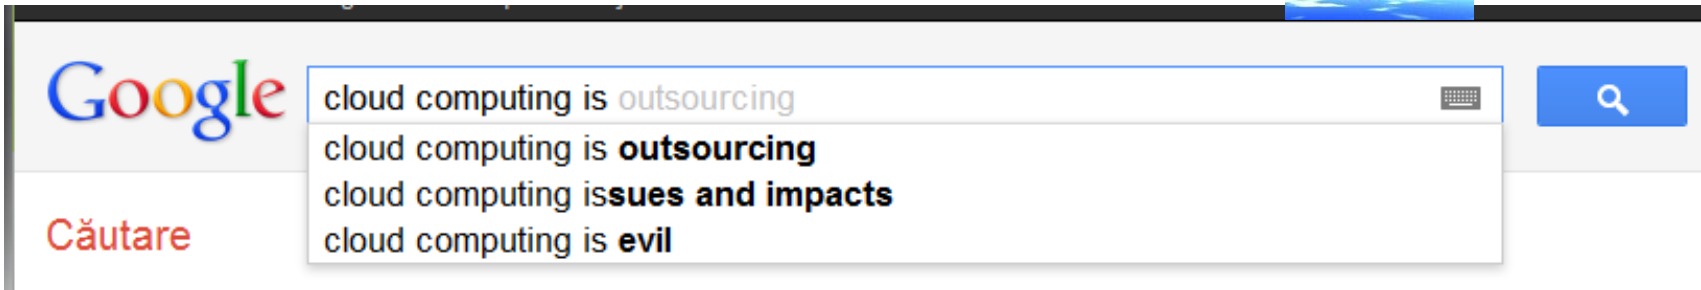 Google
cloud computing is outsourcing
cloud computing is outsourcing
cloud computing issues and impacts
cloud computing is evil
Căutare